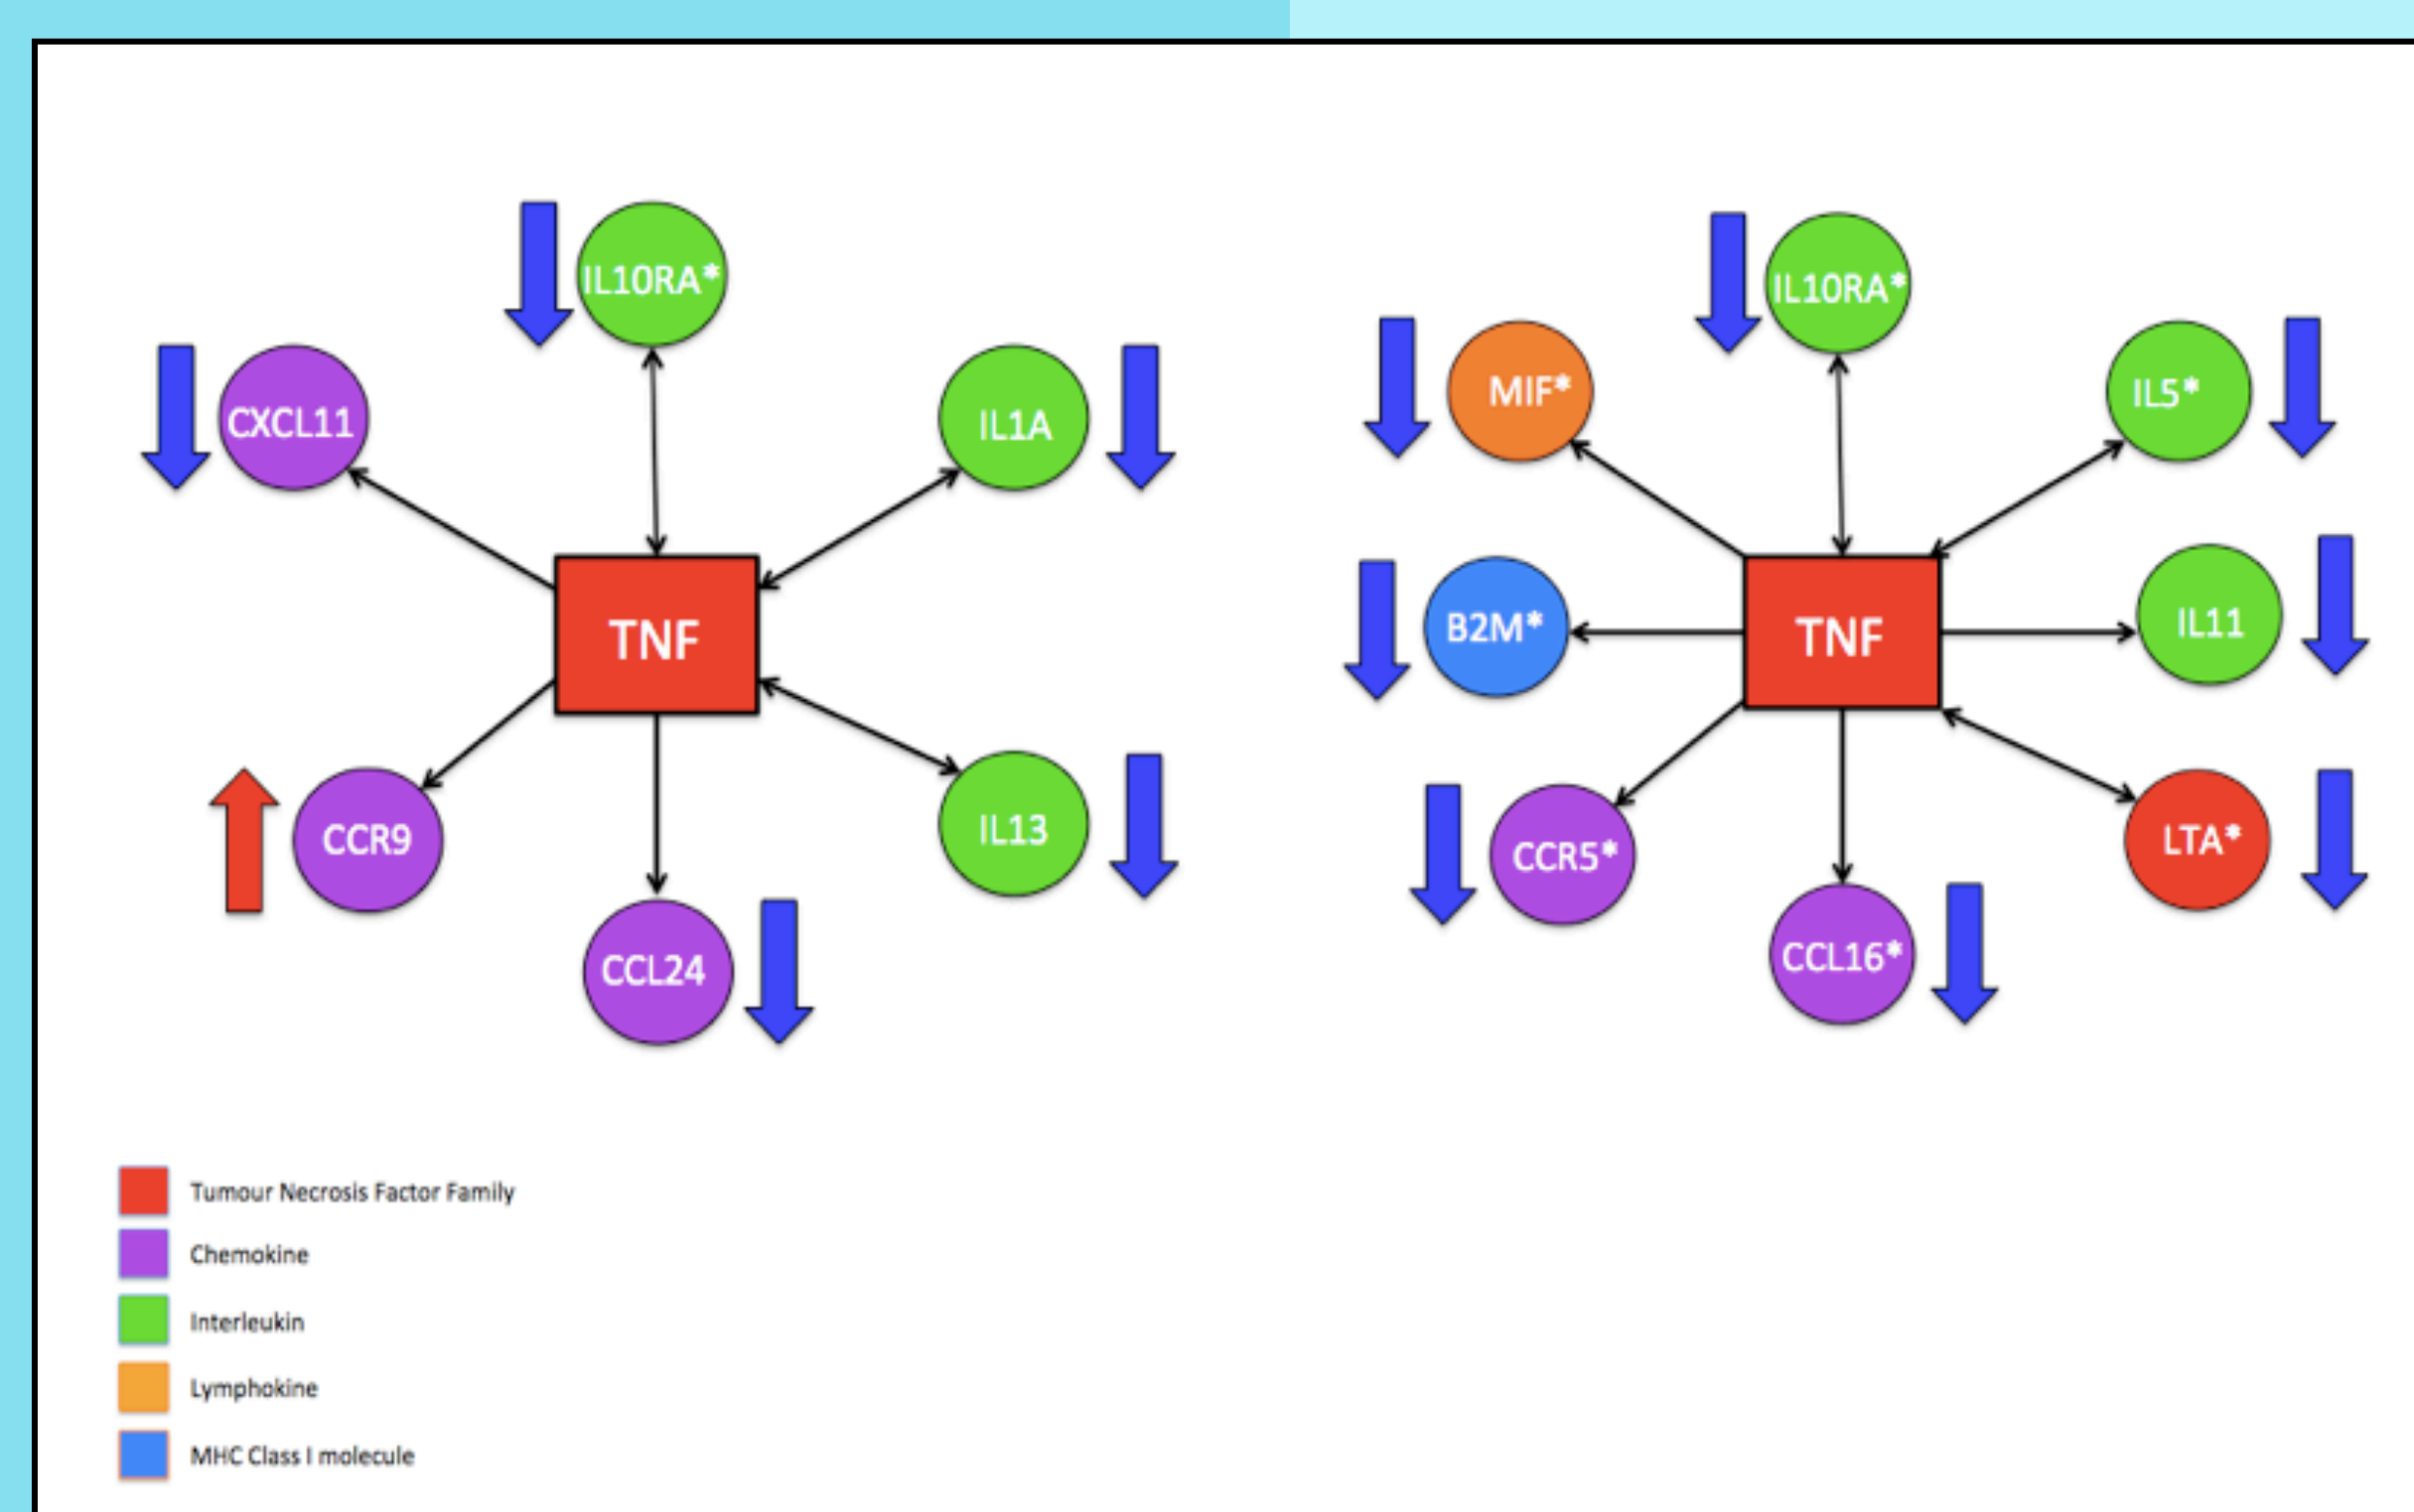 IL10RA*
CXCL11
IL1A
TNF
CCR9
IL13
CCL24
IL10RA*
MIF*
IL5*
B2M*
TNF
IL11
CCR5*
LTA*
CCL16*
Tumour Necrosis Factor Family
Chemokine
Interleukin
Lymphokine
MHC Class I molecule